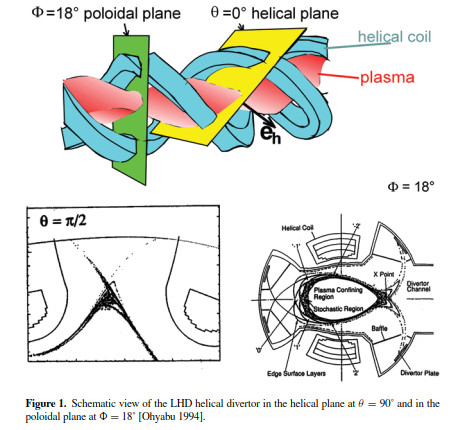 Φ=18° poloidal plane
θ =0° helical plane
helical coil
plasma
eh
Φ = 18°
θ = π/2
Helical Coil
X Point
Divertor
Channel
Plasma Confining
Region
Stochastic Region
Baffle
Edge Surface Layers
Divertor Plate
Figure 1. Schematic view of the LHD helical divertor in the helical plane at θ = 90° and in the
poloidal plane at Φ = 18° [Ohyabu 1994].